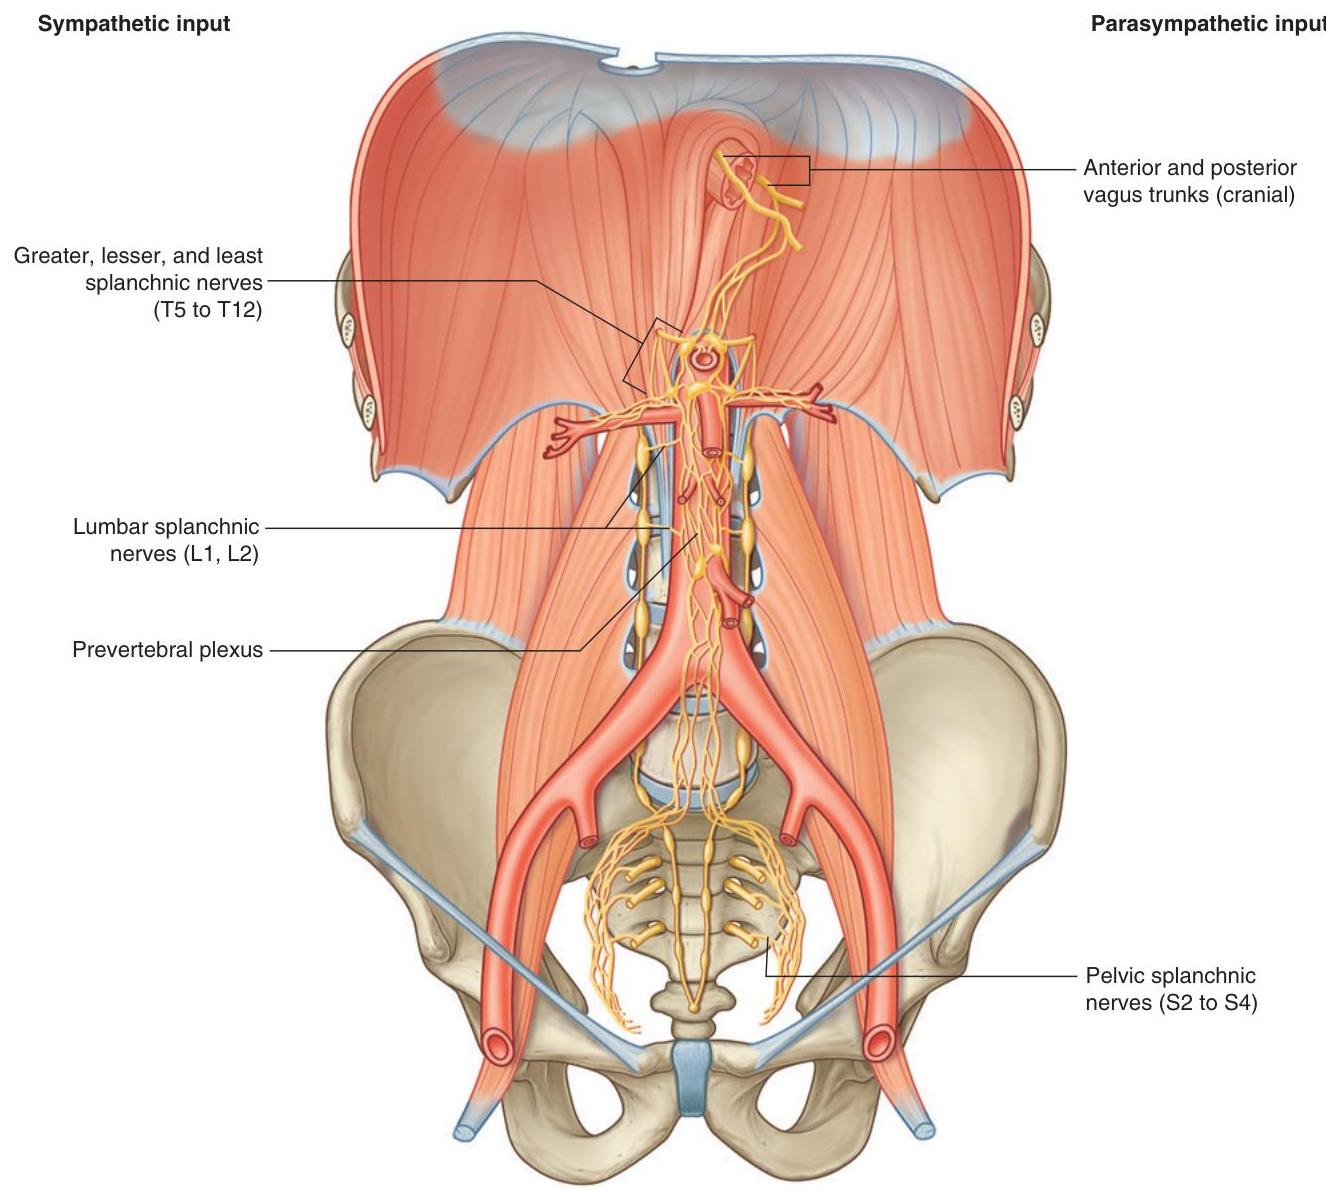 Sympathetic input
Parasympathetic input
Anterior and posterior
vagus trunks (cranial)
Greater, lesser, and least
splanchnic nerves
(T5 to T12)
Lumbar splanchnic
nerves (L1, L2)
Prevertebral plexus
Pelvic splanchnic
nerves (S2 to S4)